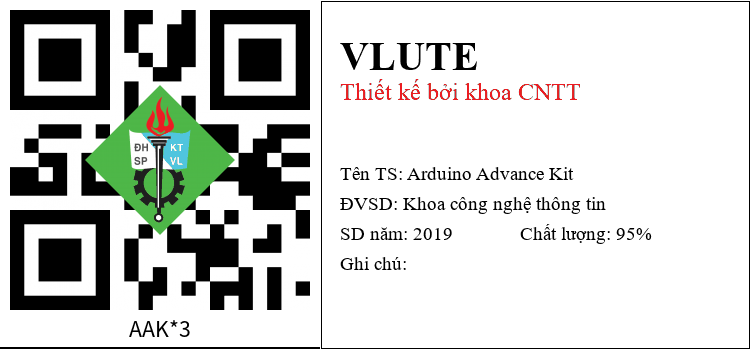 ĐH KT
SP VL
AAK*3
VLUTE
Thiết kế bởi khoa CNTT
Tên TS: Arduino Advance Kit
ĐVSD: Khoa công nghệ thông tin
SD năm: 2019 Chất lượng: 95%
Ghi chú: